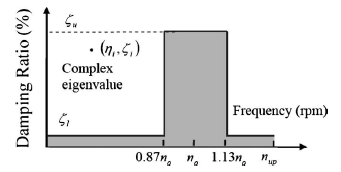 Damping Ratio (%)
ζu
(ηi, ζi)
Complex
eigenvalue
Frequency (rpm)
ζl
0.87na na 1.13na nup